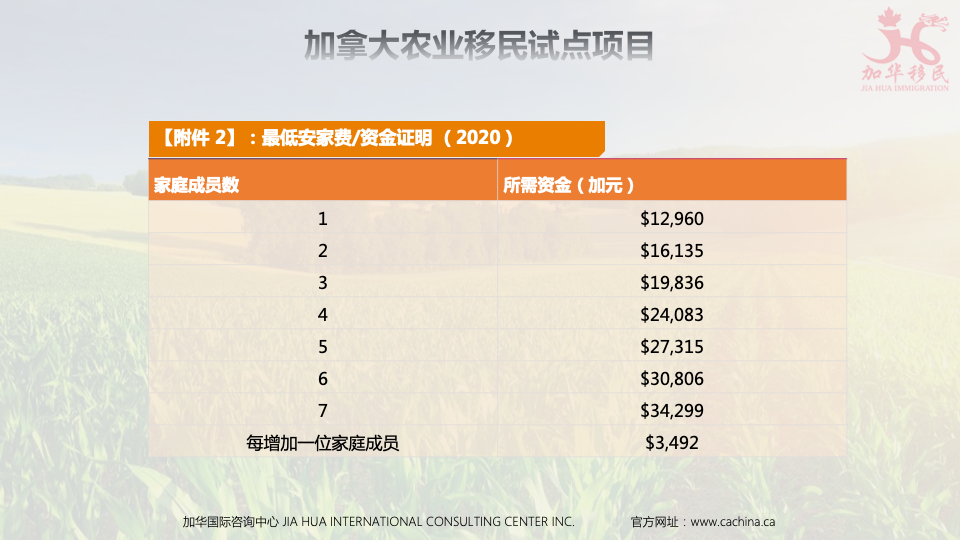 加拿大农业移民试点项目
加华移民
JIA HUA IMMIGRATION
【附件 2】：最低安家费/资金证明 （2020）
家庭成员数 所需资金（加元）
1 $12,960
2 $16,135
3 $19,836
4 $24,083
5 $27,315
6 $30,806
7 $34,299
每增加一位家庭成员 $3,492
加华国际咨询中心 JIA HUA INTERNATIONAL CONSULTING CENTER INC. 官方网址：www.cachina.ca